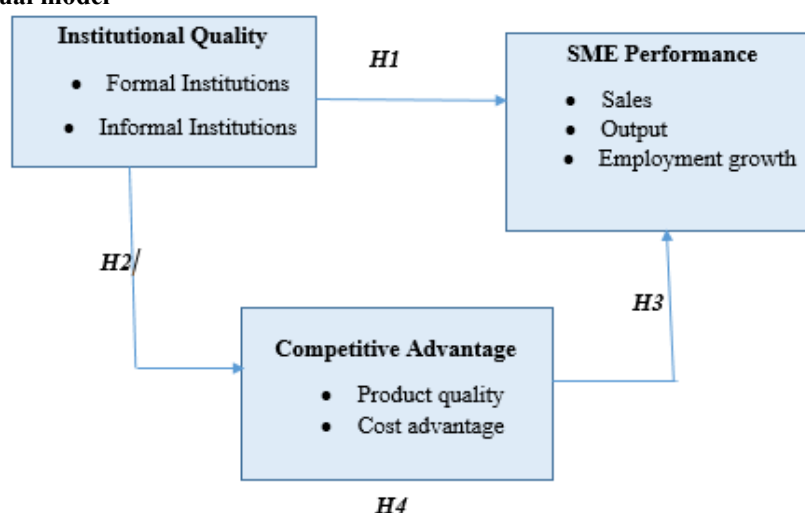 Institutional Quality
• Formal Institutions
• Informal Institutions
H1
SME Performance
• Sales
• Output
• Employment growth
H2/
H3
Competitive Advantage
• Product quality
• Cost advantage
H4